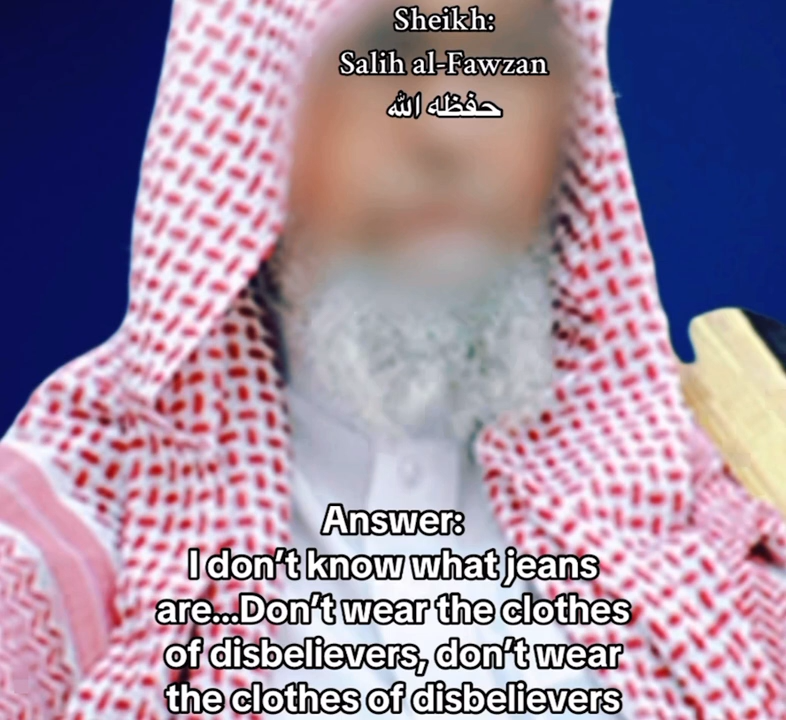 Sheikh:
Salih al-Fawzan
حفظه الله
Answer:
I don't know what jeans
are...Don't wear the clothes
of disbelievers, don't wear
the clothes of disbelievers